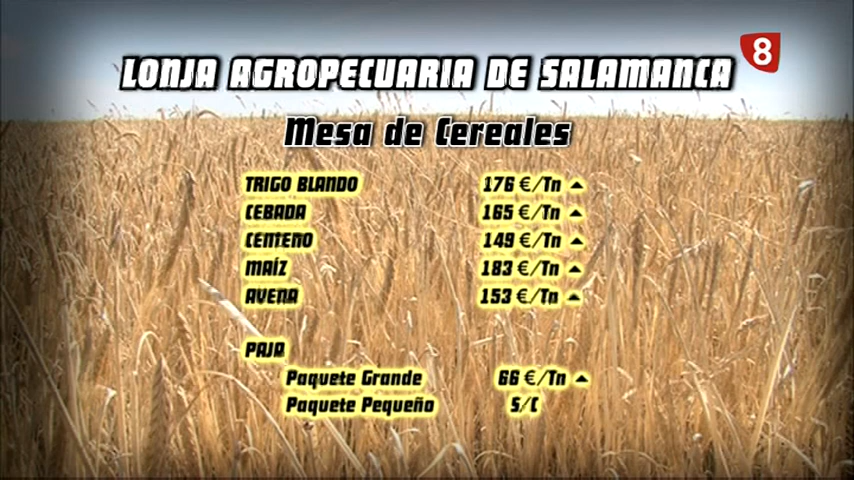 8
LONJA AGROPECUARIA DE SALAMANCA
Mesa de Cereales
TRIGO BLANDO 176 €/Tn ▲
CEBADA 165 €/Tn ▲
CENTEÑO 149 €/Tn ▲
MAÍZ 183 €/Tn ▲
AVENA 153 €/Tn ▲
PAJA
Paquete Grande 66 €/Tn ▲
Paquete Pequeño S/C